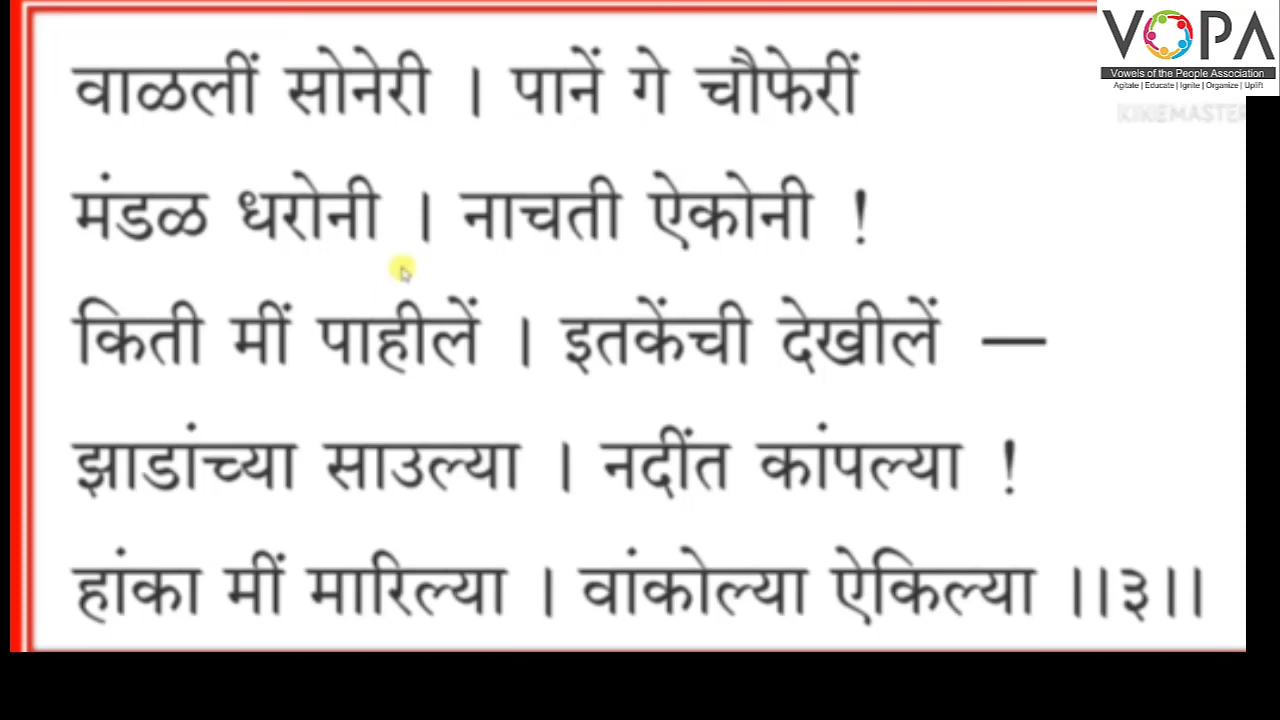 VOPA
Vowels of the People Association
Agitate | Educate | Ignite | Organize | Uplift
KINEMASTER
वाळलीं सोनेरी । पानें गे चौफेरीं
मंडळ धरोनी । नाचती ऐकोनी !
किती मीं पाहीलें । इतकेंची देखीलें —
झाडांच्या साउल्या । नदींत कांपल्या !
हांका मीं मारिल्या । वांकोल्या ऐकिल्या ।।३।।